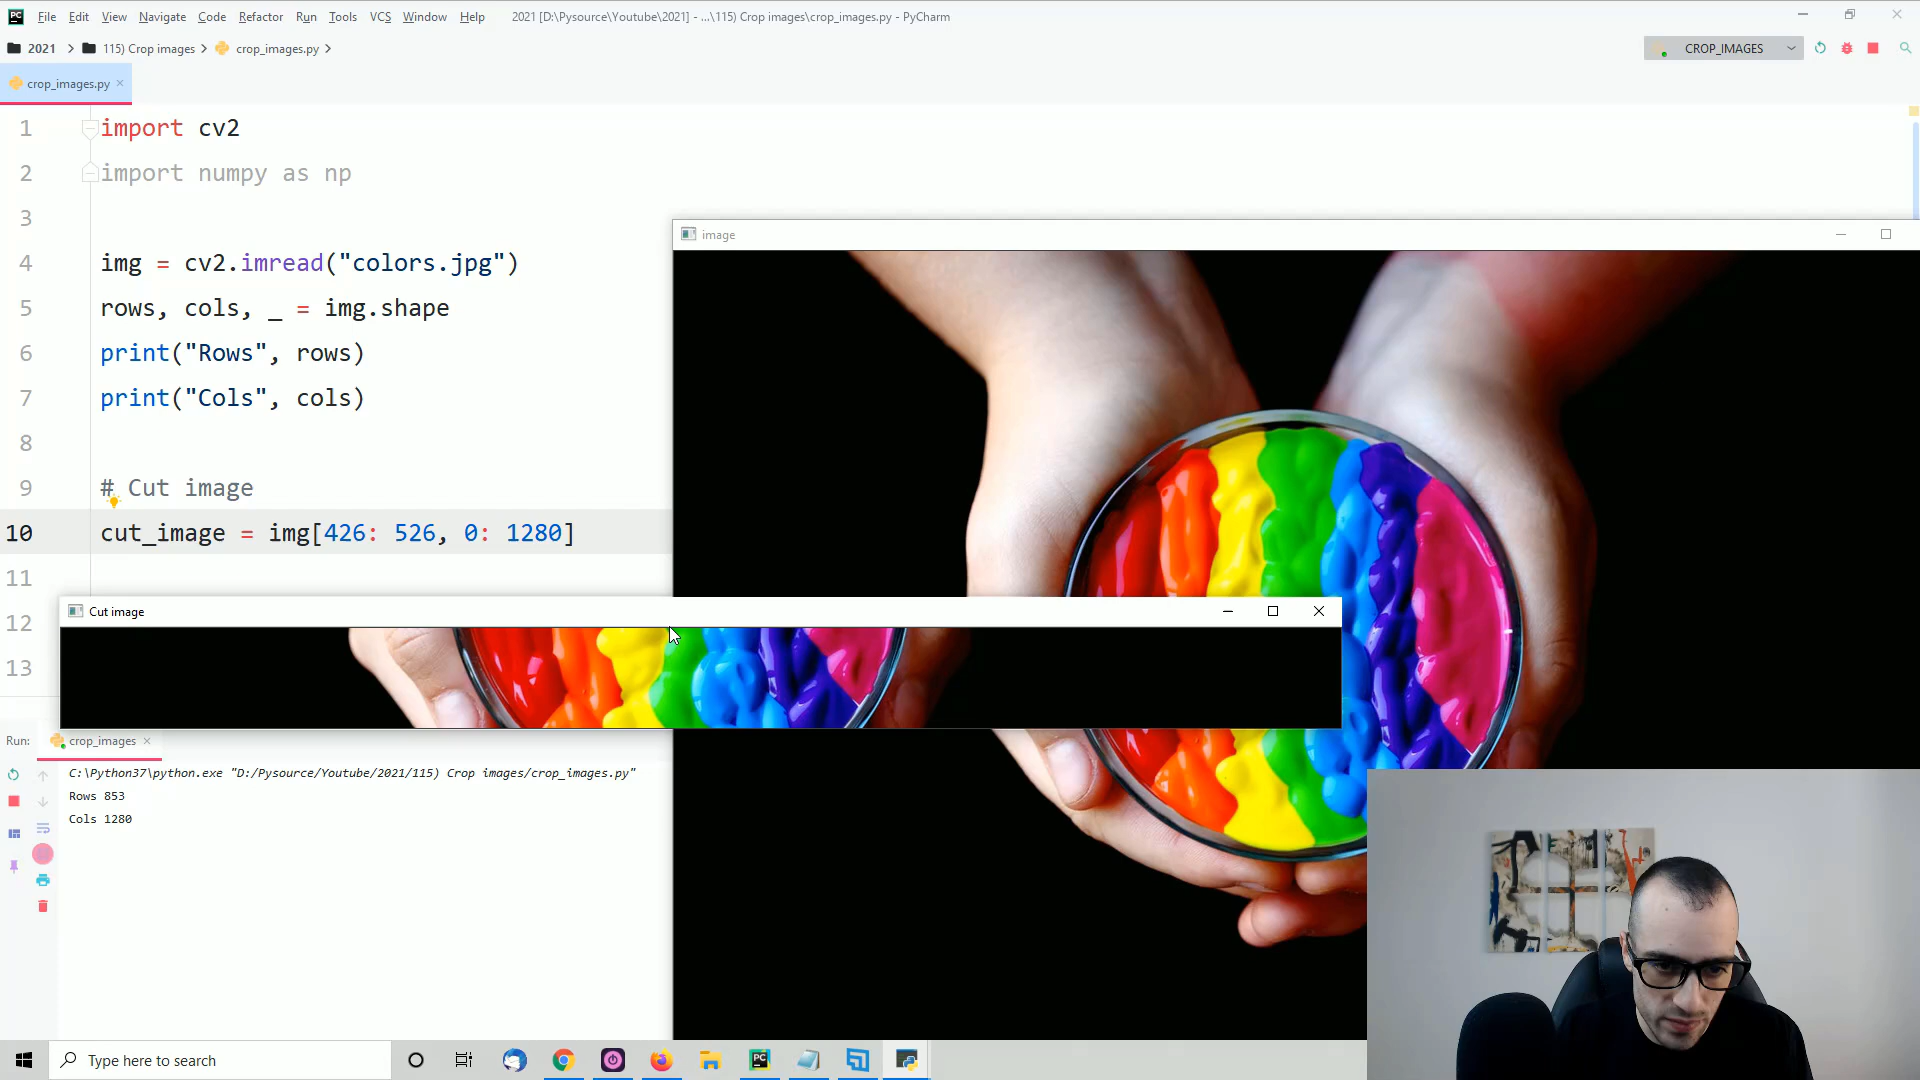 File Edit View Navigate Code Refactor Run Tools VCS Window Help 2021 [D:\Pysource\Youtube\2021] - ...\115) Crop images\crop_images.py - PyCharm
2021 115) Crop images crop_images.py CROP_IMAGES
crop_images.py
1 import cv2
2 import numpy as np
3
4 img = cv2.imread("colors.jpg")
5 rows, cols, _ = img.shape
6 print("Rows", rows)
7 print("Cols", cols)
8
9 # Cut image
10 cut_image = img[426: 526, 0: 1280]
11
12
13
image
Cut image
Run: crop_images
C:\Python37\python.exe "D:/Pysource/Youtube/2021/115) Crop images/crop_images.py"
Rows 853
Cols 1280
Type here to search